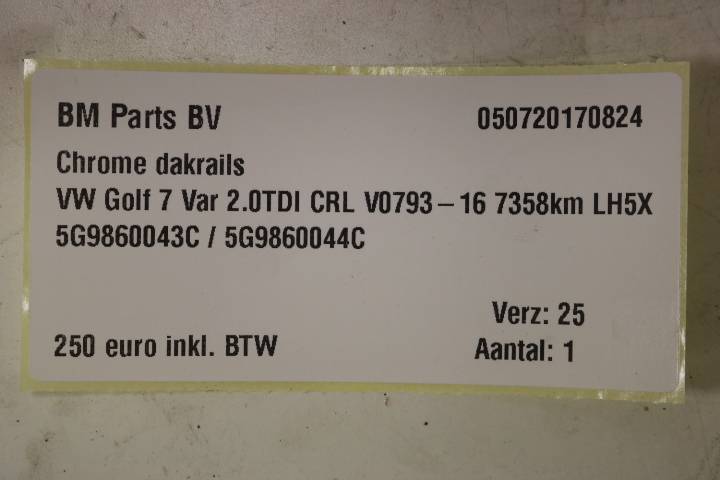 BM Parts BV 050720170824
Chrome dakrails
VW Golf 7 Var 2.0TDI CRL V0793-16 7358km LH5X
5G9860043C / 5G9860044C
Verz: 25
250 euro inkl. BTW Aantal: 1